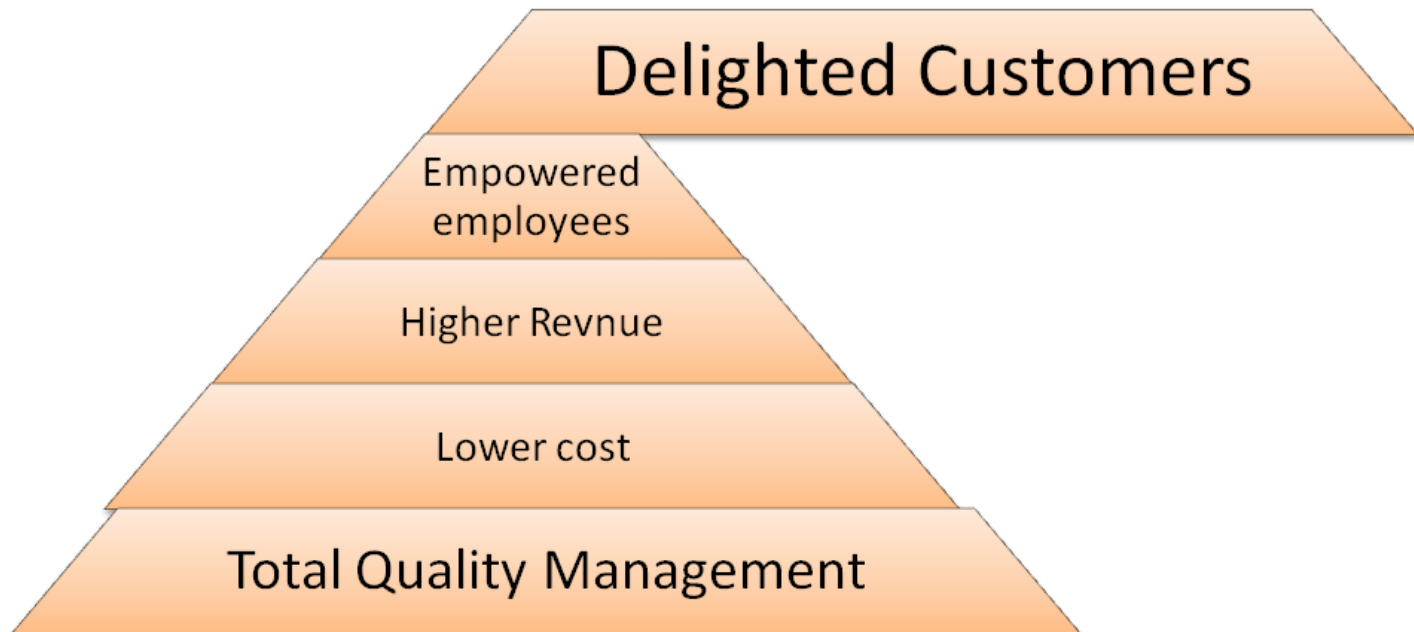 Delighted Customers
Empowered
employees
Higher Revnue
Lower cost
Total Quality Management